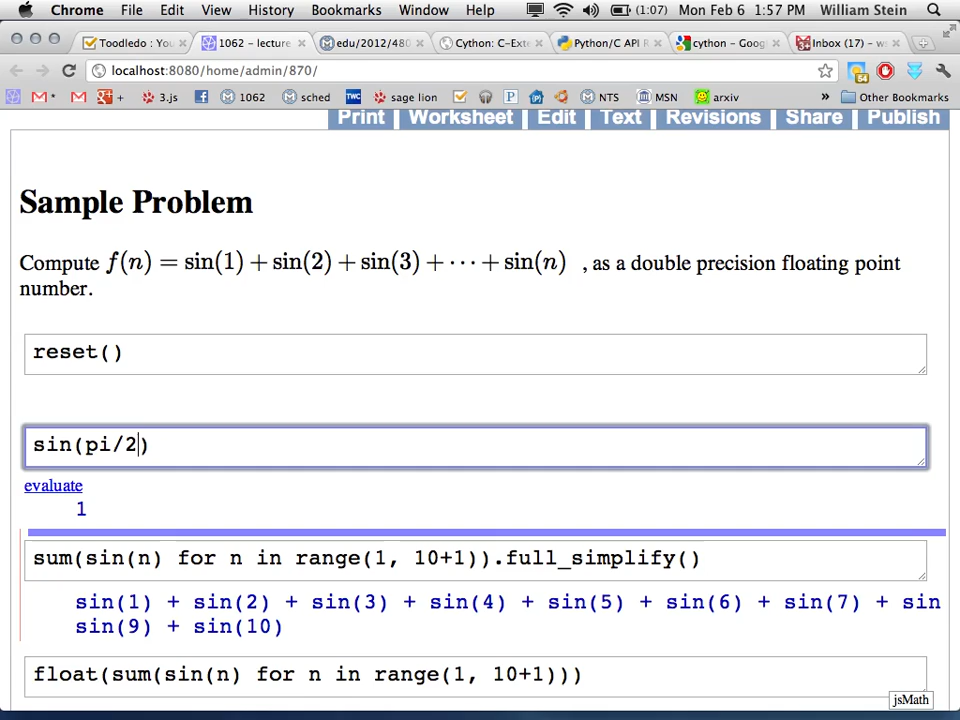 Chrome File Edit View History Bookmarks Window Help (1:07) Mon Feb 6 1:57 PM William Stein
Toodledo : You 1062 - lecture edu/2012/480 Cython: C-Exte Python/C API R cython - Goog Inbox (17) - w
localhost:8080/home/admin/870/
+ 3.js 1062 sched TWC sage lion NTS MSN arxiv » Other Bookmarks
Print Worksheet Edit Text Revisions Share Publish
Sample Problem
Compute f(n) = sin(1) + sin(2) + sin(3) + ⋯ + sin(n) , as a double precision floating point
number.
reset()
sin(pi/2)
evaluate
1
sum(sin(n) for n in range(1, 10+1)).full_simplify()
sin(1) + sin(2) + sin(3) + sin(4) + sin(5) + sin(6) + sin(7) + sin
sin(9) + sin(10)
float(sum(sin(n) for n in range(1, 10+1)))
jsMath